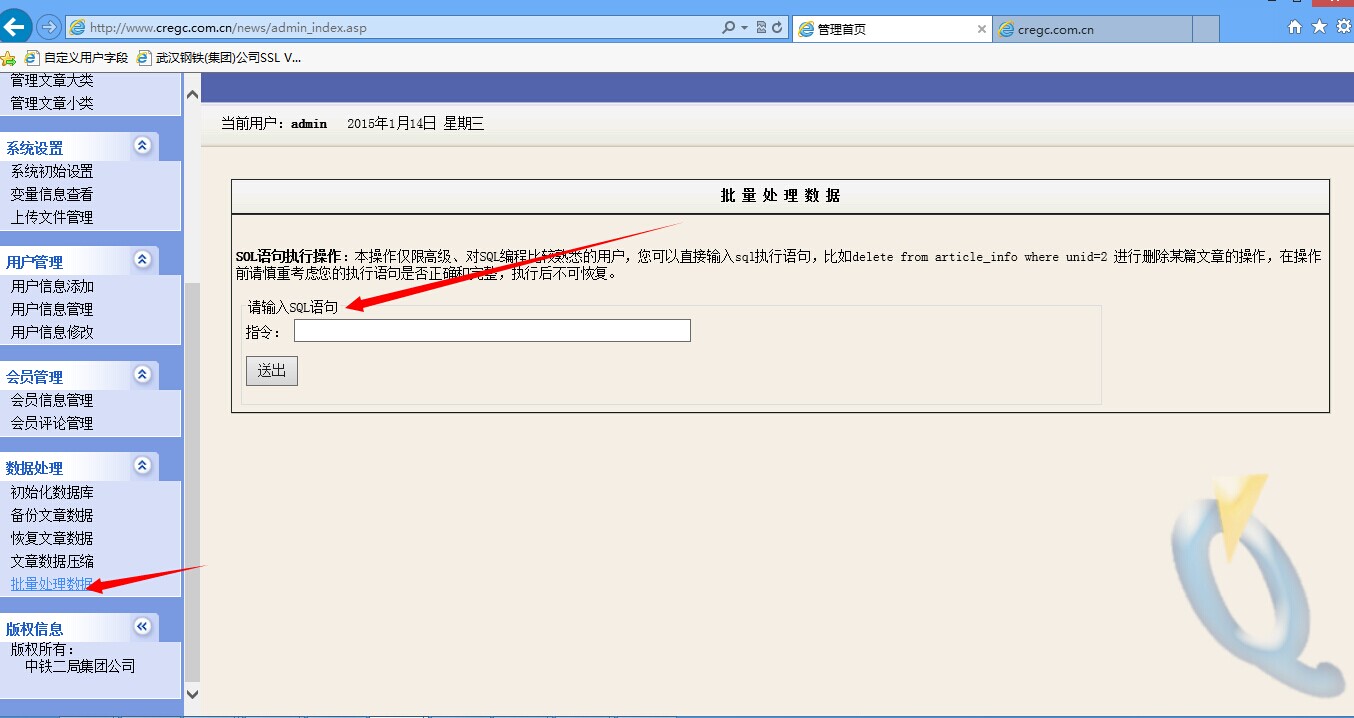 http://www.cregc.com.cn/news/admin_index.asp
管理首页
cregc.com.cn
自定义用户字段
武汉钢铁(集团)公司SSL V...
管理文章大类
管理文章小类
系统设置
系统初始设置
变量信息查看
上传文件管理
用户管理
用户信息添加
用户信息管理
用户信息修改
会员管理
会员信息管理
会员评论管理
数据处理
初始化数据库
备份文章数据
恢复文章数据
文章数据压缩
批量处理数据
版权信息
版权所有：
中铁二局集团公司
当前用户：admin 2015年1月14日 星期三
批 量 处 理 数 据
SQL语句执行操作：本操作仅限高级、对SQL编程比较熟悉的用户，您可以直接输入sql执行语句，比如delete from article_info where unid=2 进行删除某篇文章的操作，在操作
前请慎重考虑您的执行语句是否正确和完整，执行后不可恢复。
请输入SQL语句
指令：
送出